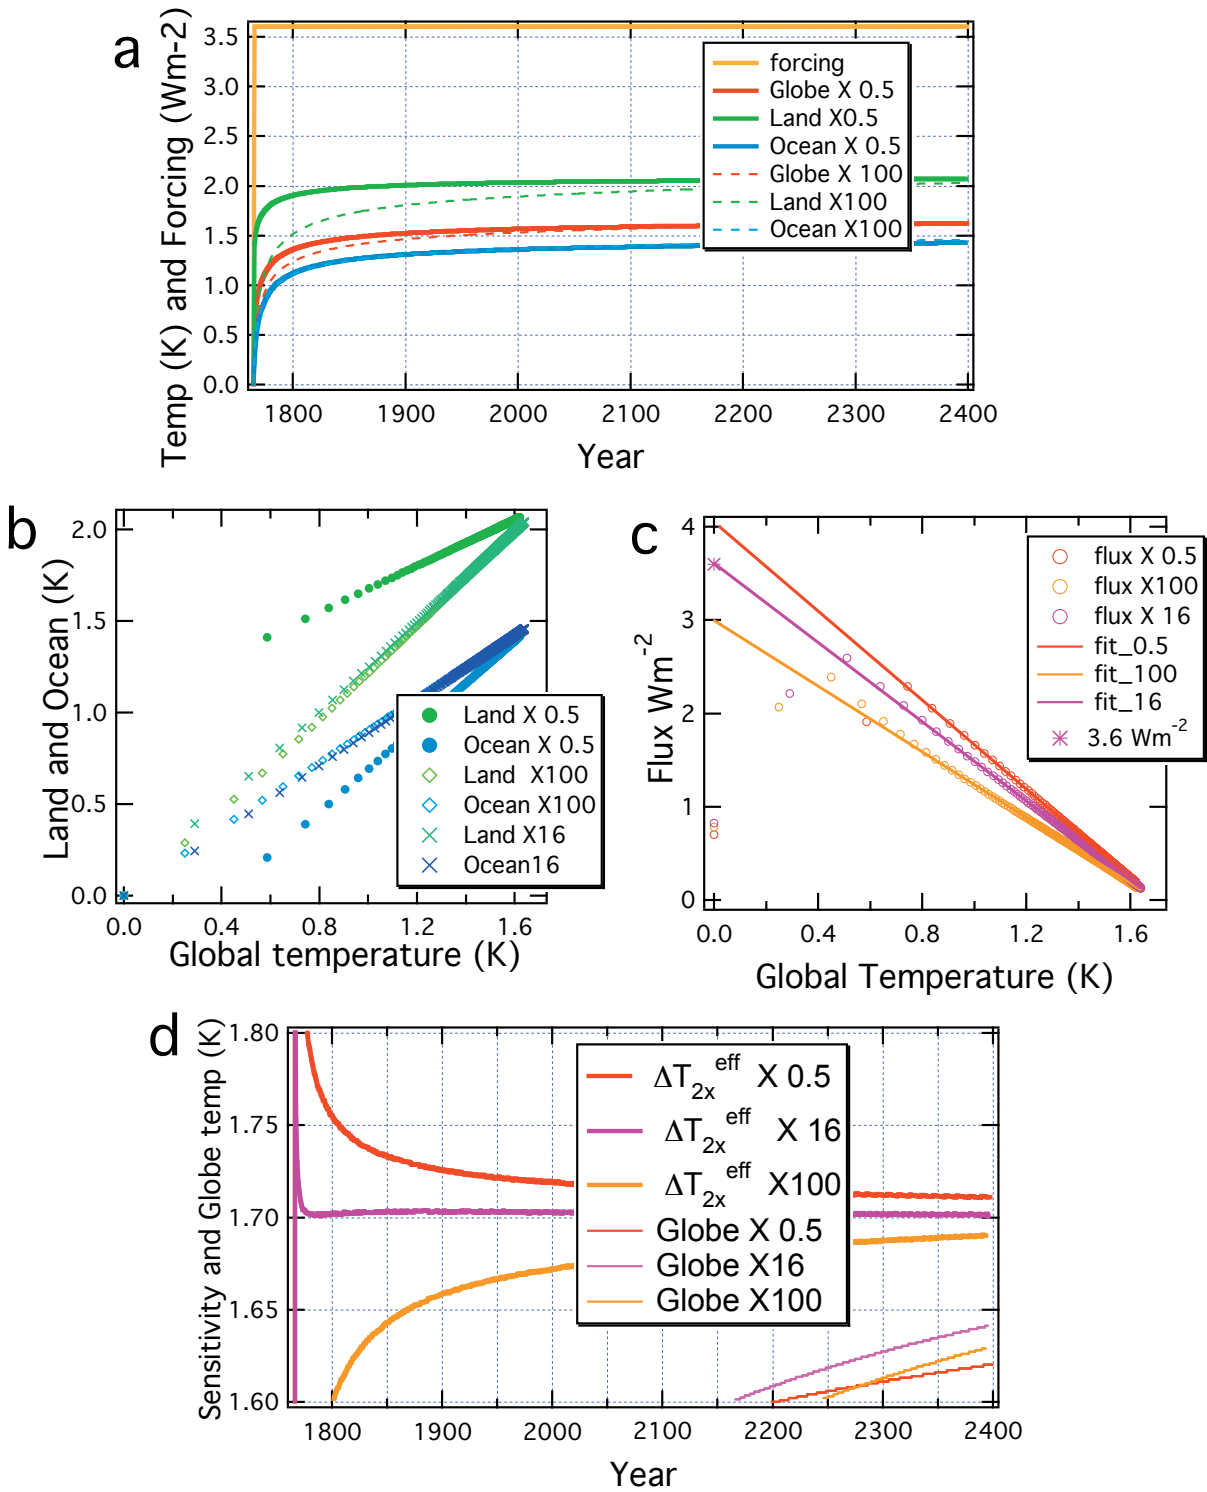 a
Temp (K) and Forcing (Wm-2)
3.5
3.0
2.5
2.0
1.5
1.0
0.5
0.0
forcing
Globe X 0.5
Land X0.5
Ocean X 0.5
Globe X 100
Land X100
Ocean X100
1800 1900 2000 2100 2200 2300 2400
Year
b
Land and Ocean (K)
2.0
1.5
1.0
0.5
0.0
Land X 0.5
Ocean X 0.5
Land X100
Ocean X100
Land X16
Ocean16
0.0 0.4 0.8 1.2 1.6
Global temperature (K)
c
Flux Wm-2
4
3
2
1
0
flux X 0.5
flux X100
flux X 16
fit_0.5
fit_100
fit_16
3.6 Wm-2
0.0 0.4 0.8 1.2 1.6
Global Temperature (K)
d
Sensitivity and Globe temp (K)
1.80
1.75
1.70
1.65
1.60
ΔT2x eff X 0.5
ΔT2x eff X 16
ΔT2x eff X100
Globe X 0.5
Globe X16
Globe X100
1800 1900 2000 2100 2200 2300 2400
Year